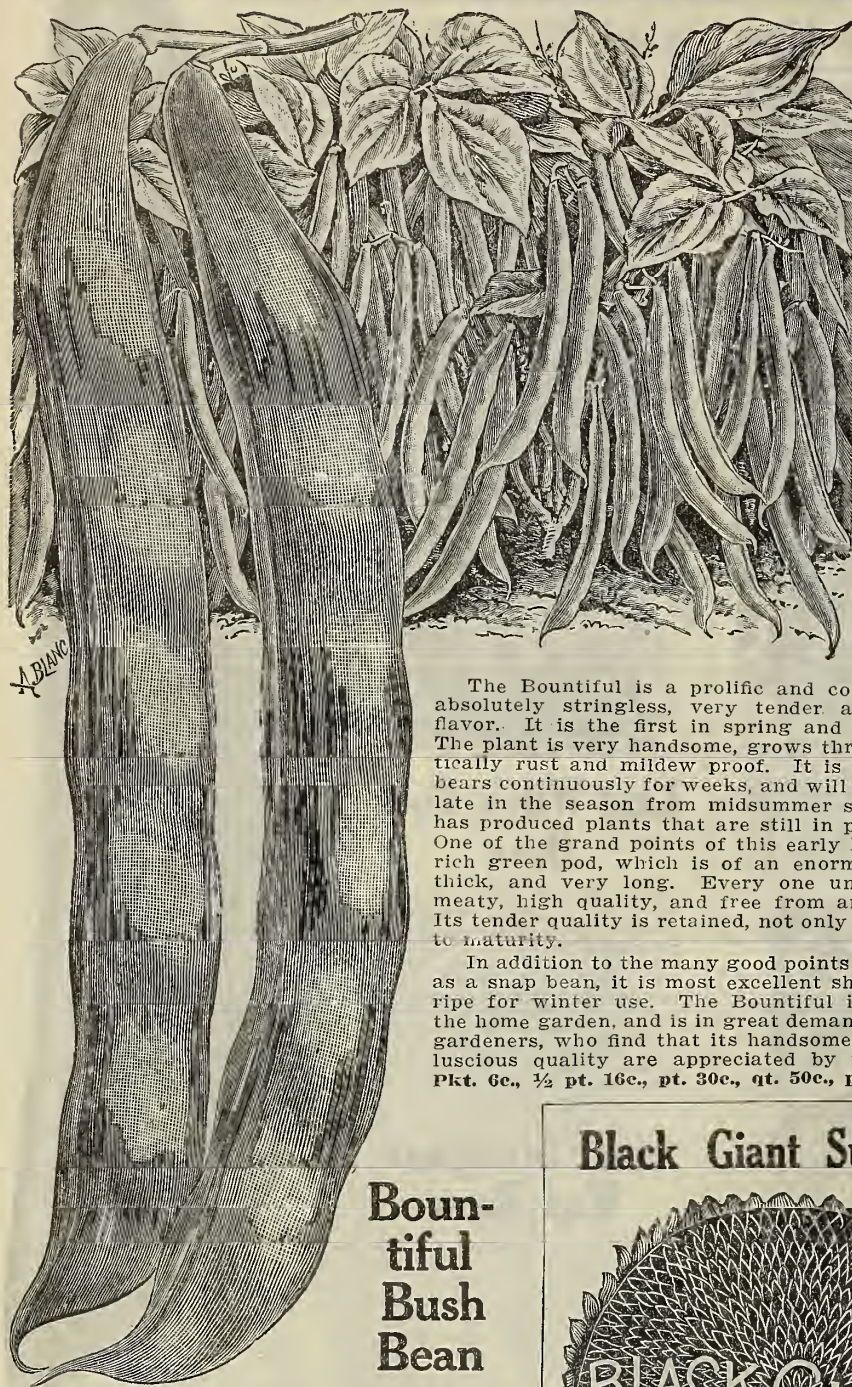 A. BLANC
The Bountiful is a prolific and co
absolutely stringless, very tender a
flavor. It is the first in spring and
The plant is very handsome, grows thr
tically rust and mildew proof. It is
bears continuously for weeks, and will
late in the season from midsummer s
has produced plants that are still in p
One of the grand points of this early
rich green pod, which is of an enorm
thick, and very long. Every one un
meaty, high quality, and free from a
Its tender quality is retained, not only
to maturity.
In addition to the many good points
as a snap bean, it is most excellent sh
ripe for winter use. The Bountiful i
the home garden, and is in great deman
gardeners, who find that its handsome
luscious quality are appreciated by
Pkt. 6c., ½ pt. 16c., pt. 30c., qt. 50c., p
Boun-
tiful
Bush
Bean
Black Giant Su
BLACK G